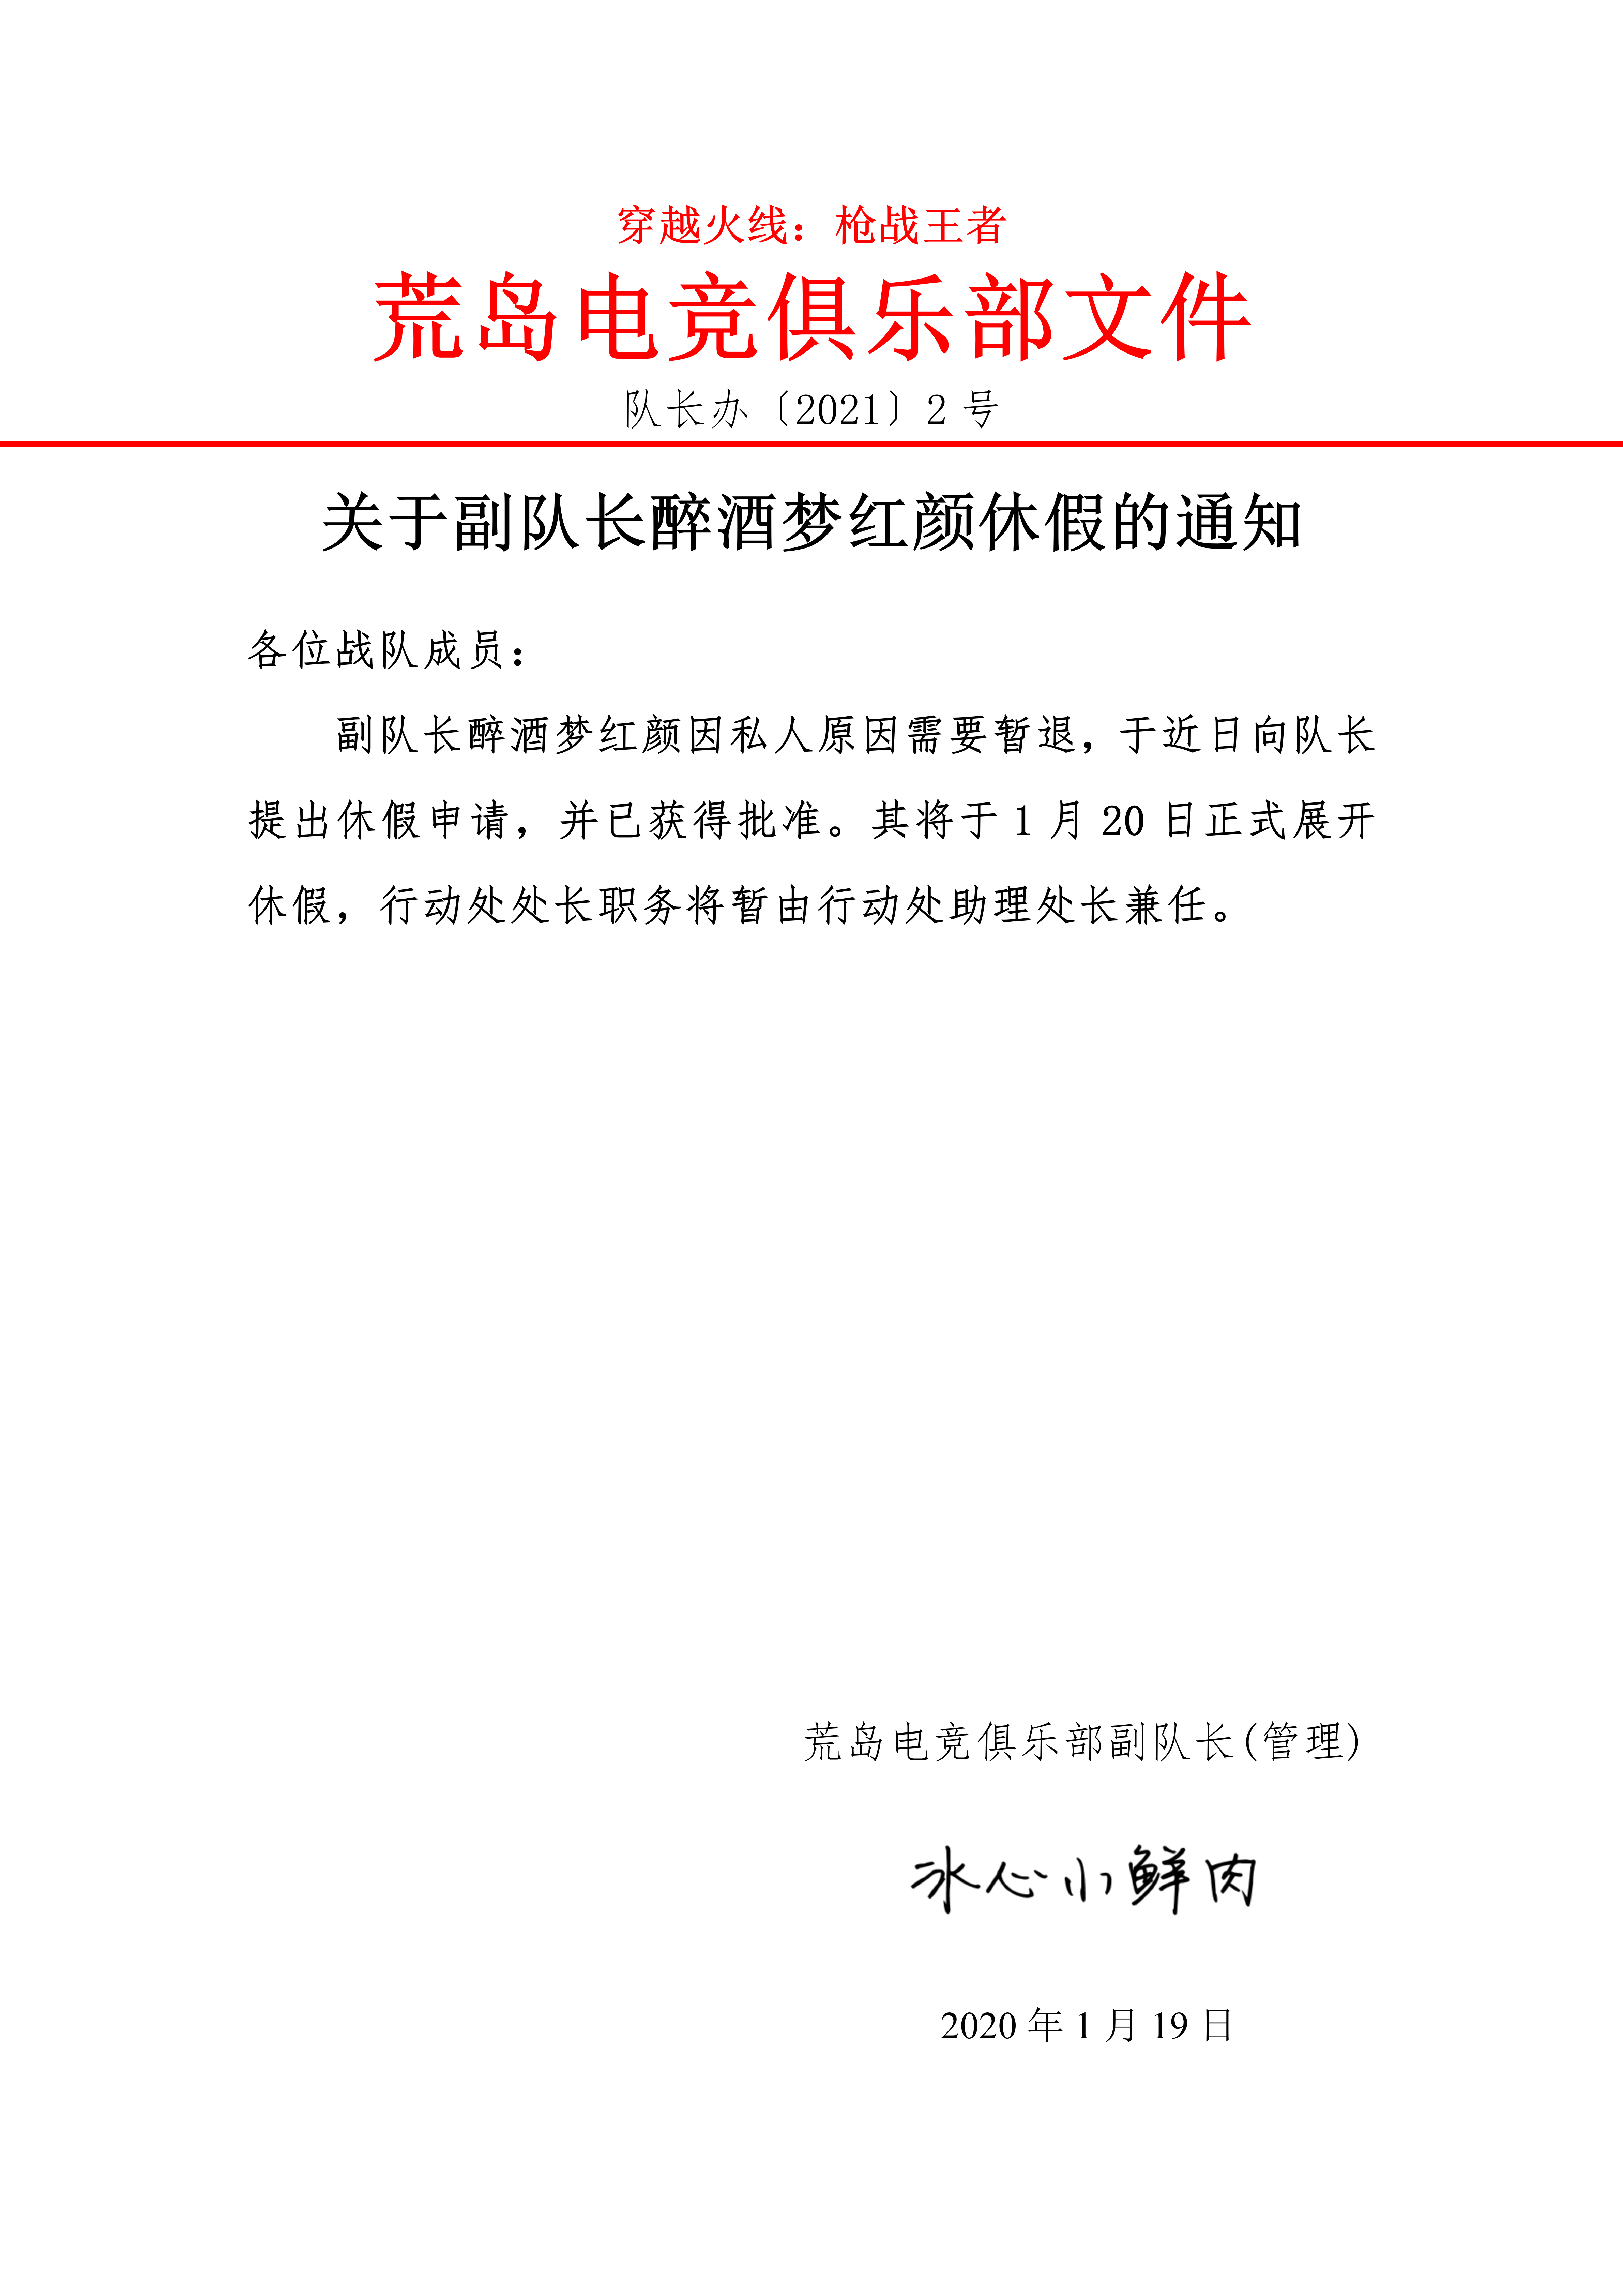 穿越火线：枪战王者
荒岛电竞俱乐部文件
队长办〔2021〕2 号
关于副队长醉酒梦红颜休假的通知
各位战队成员：
副队长醉酒梦红颜因私人原因需要暂退，于近日向队长
提出休假申请，并已获得批准。其将于 1 月 20 日正式展开
休假，行动处处长职务将暂由行动处助理处长兼任。
荒岛电竞俱乐部副队长(管理)
冰心小鲜肉
2020 年 1 月 19 日